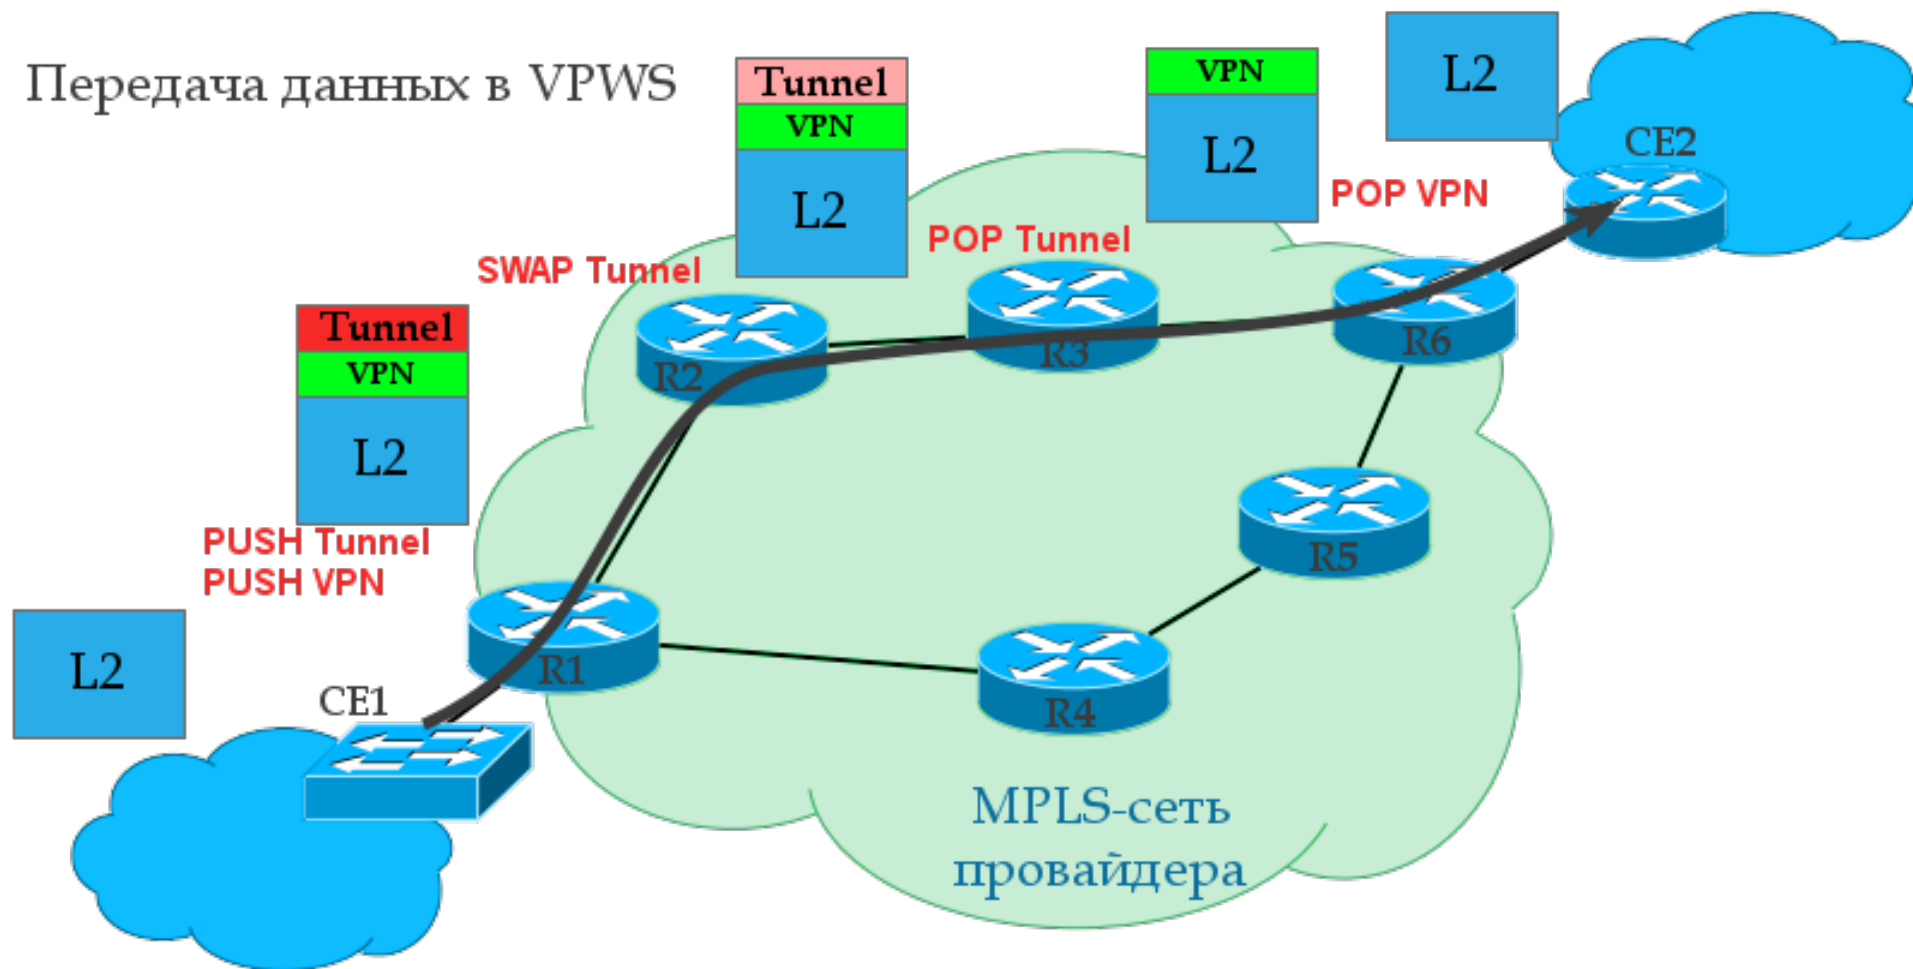 Передача данных в VPWS
Tunnel
VPN
L2
VPN
L2
L2
CE2
POP VPN
POP Tunnel
SWAP Tunnel
Tunnel
VPN
L2
R2
R3
R6
PUSH Tunnel
PUSH VPN
R5
L2
CE1
R1
R4
MPLS-сеть
провайдера